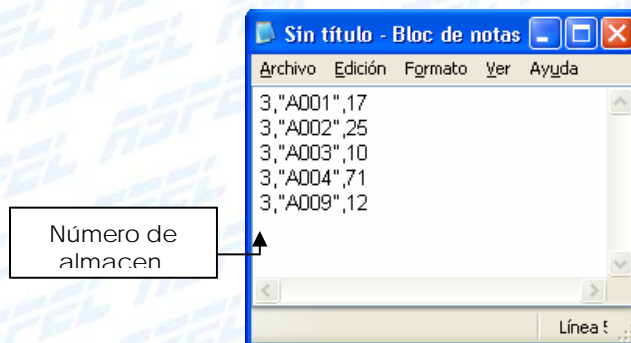 Sin título - Bloc de notas
Archivo Edición Formato Ver Ayuda
3,"A001",17
3,"A002",25
3,"A003",10
3,"A004",71
3,"A009",12
Número de
almacen
Línea
ASPEL